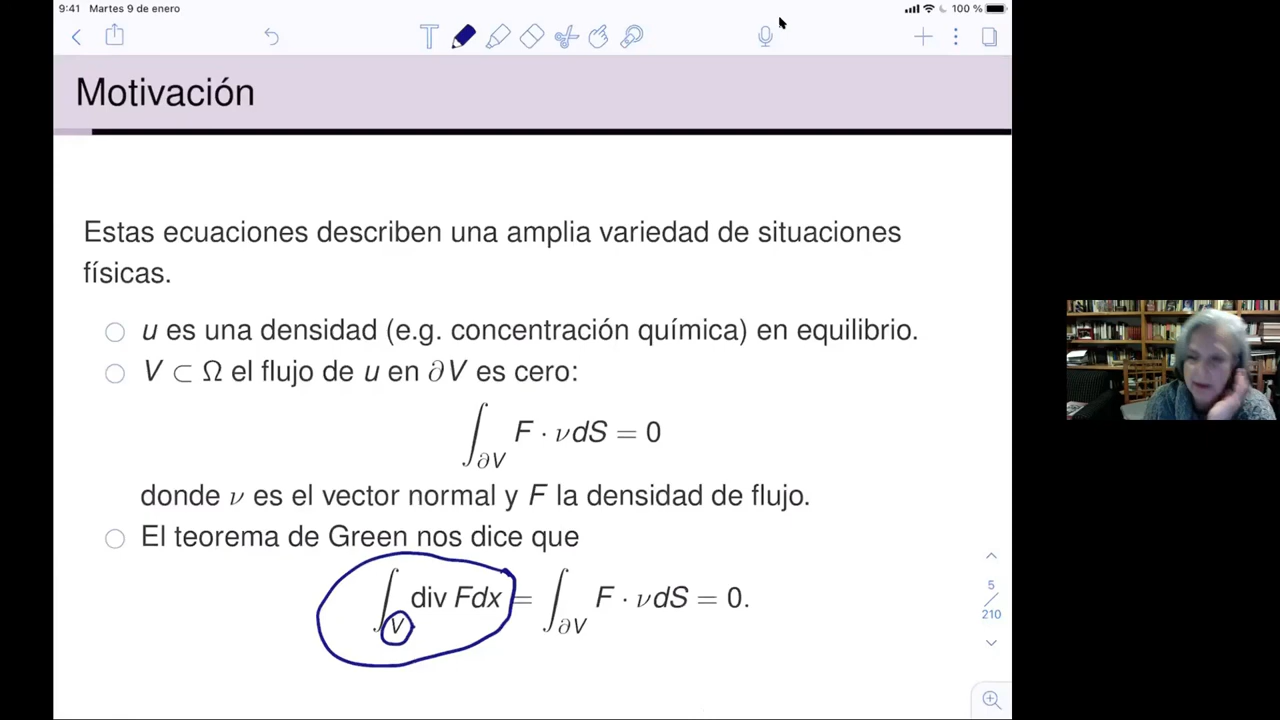 9:41 Martes 9 de enero
100 %
Motivación
Estas ecuaciones describen una amplia variedad de situaciones
físicas.
u es una densidad (e.g. concentración química) en equilibrio.
V ⊂ Ω el flujo de u en ∂V es cero:
∫_{∂V} F · νdS = 0
donde ν es el vector normal y F la densidad de flujo.
El teorema de Green nos dice que
∫_V div Fdx = ∫_{∂V} F · νdS = 0.
5
/
210